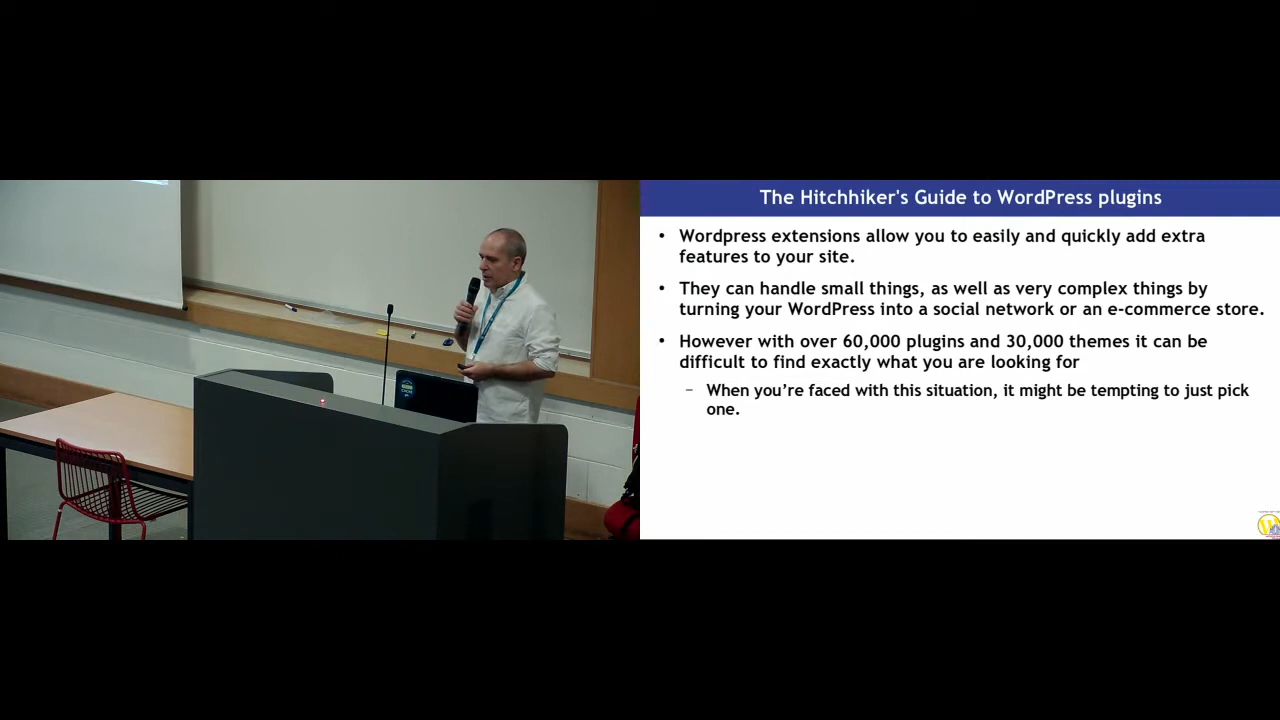 The Hitchhiker's Guide to WordPress plugins
• Wordpress extensions allow you to easily and quickly add extra
features to your site.
• They can handle small things, as well as very complex things by
turning your WordPress into a social network or an e-commerce store.
• However with over 60,000 plugins and 30,000 themes it can be
difficult to find exactly what you are looking for
– When you’re faced with this situation, it might be tempting to just pick
one.